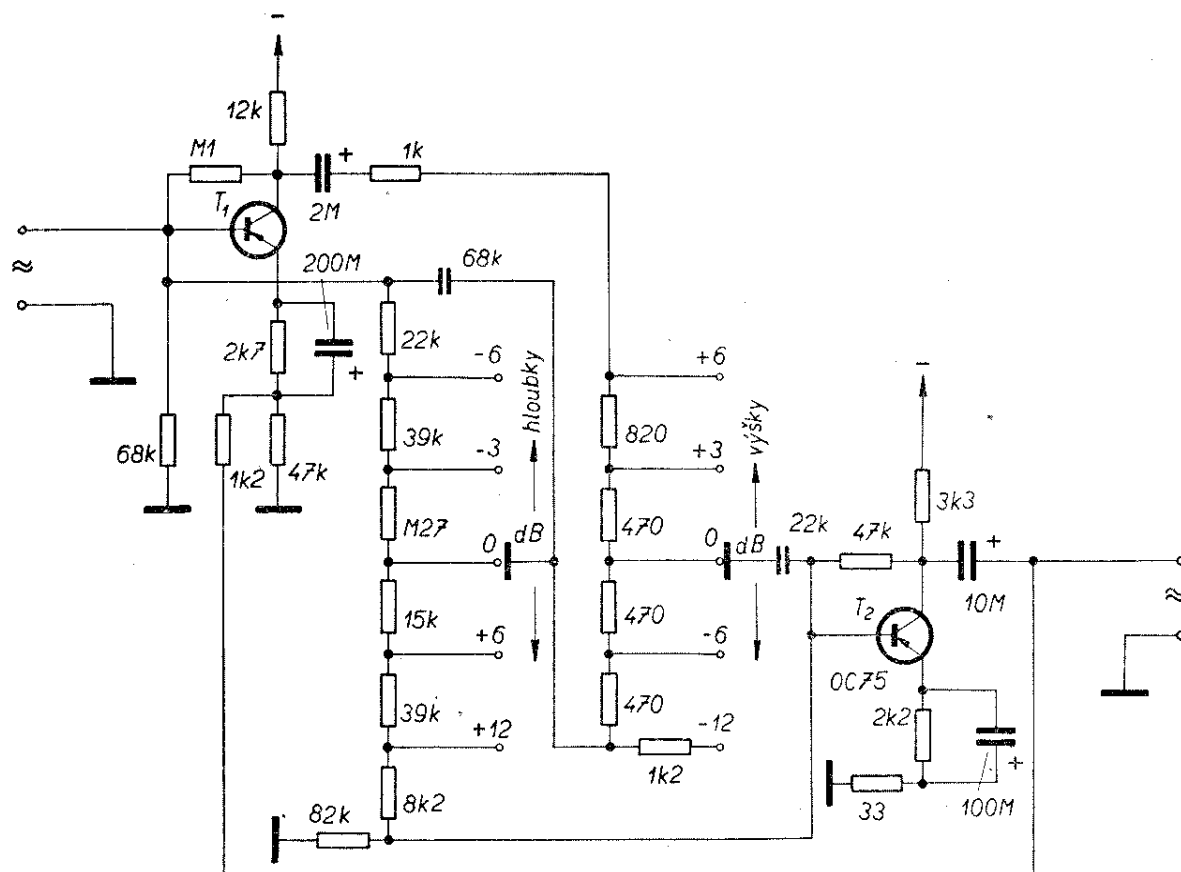 −
12k
M1
+
1k
T1
2M
≈
200M
68k
2k7
+
22k
-6
hloubky
+6
−
39k
820
výšky
68k
1k2
47k
-3
+3
3k3
M27
470
22k
47k
0
dB
0
dB
+
10M
≈
15k
470
T2
+6
-6
OC75
39k
470
2k2
+12
-12
1k2
+
8k2
33
100M
82k